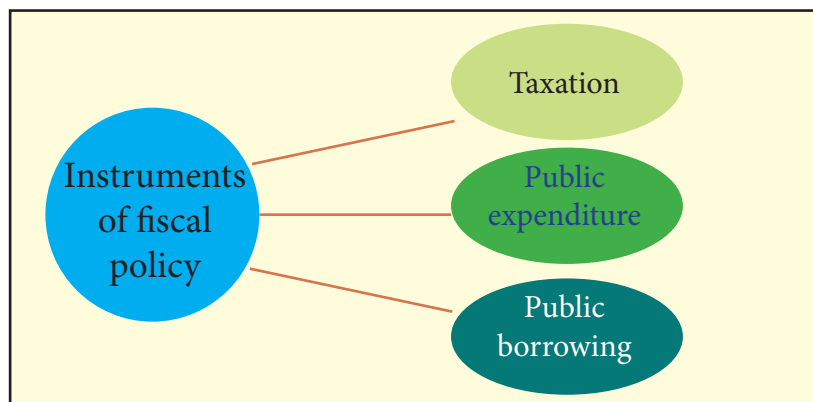 Instruments
of fiscal
policy
Taxation
Public
expenditure
Public
borrowing